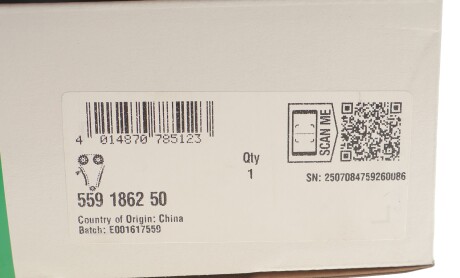 4 014870 785123
SCAN ME
Qty
1
SN: 2507084759260086
559 1862 50
Country of Origin: China
Batch: E001617559